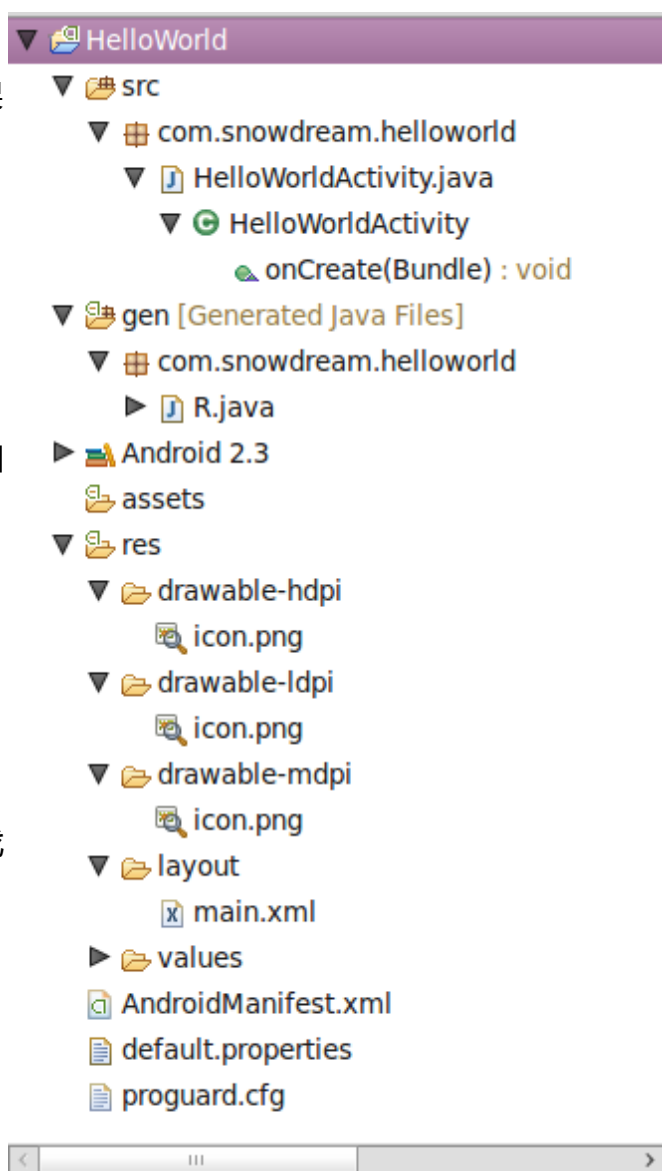 HelloWorld
src
com.snowdream.helloworld
HelloWorldActivity.java
HelloWorldActivity
onCreate(Bundle) : void
gen [Generated Java Files]
com.snowdream.helloworld
R.java
Android 2.3
assets
res
drawable-hdpi
icon.png
drawable-ldpi
icon.png
drawable-mdpi
icon.png
layout
main.xml
values
AndroidManifest.xml
default.properties
proguard.cfg